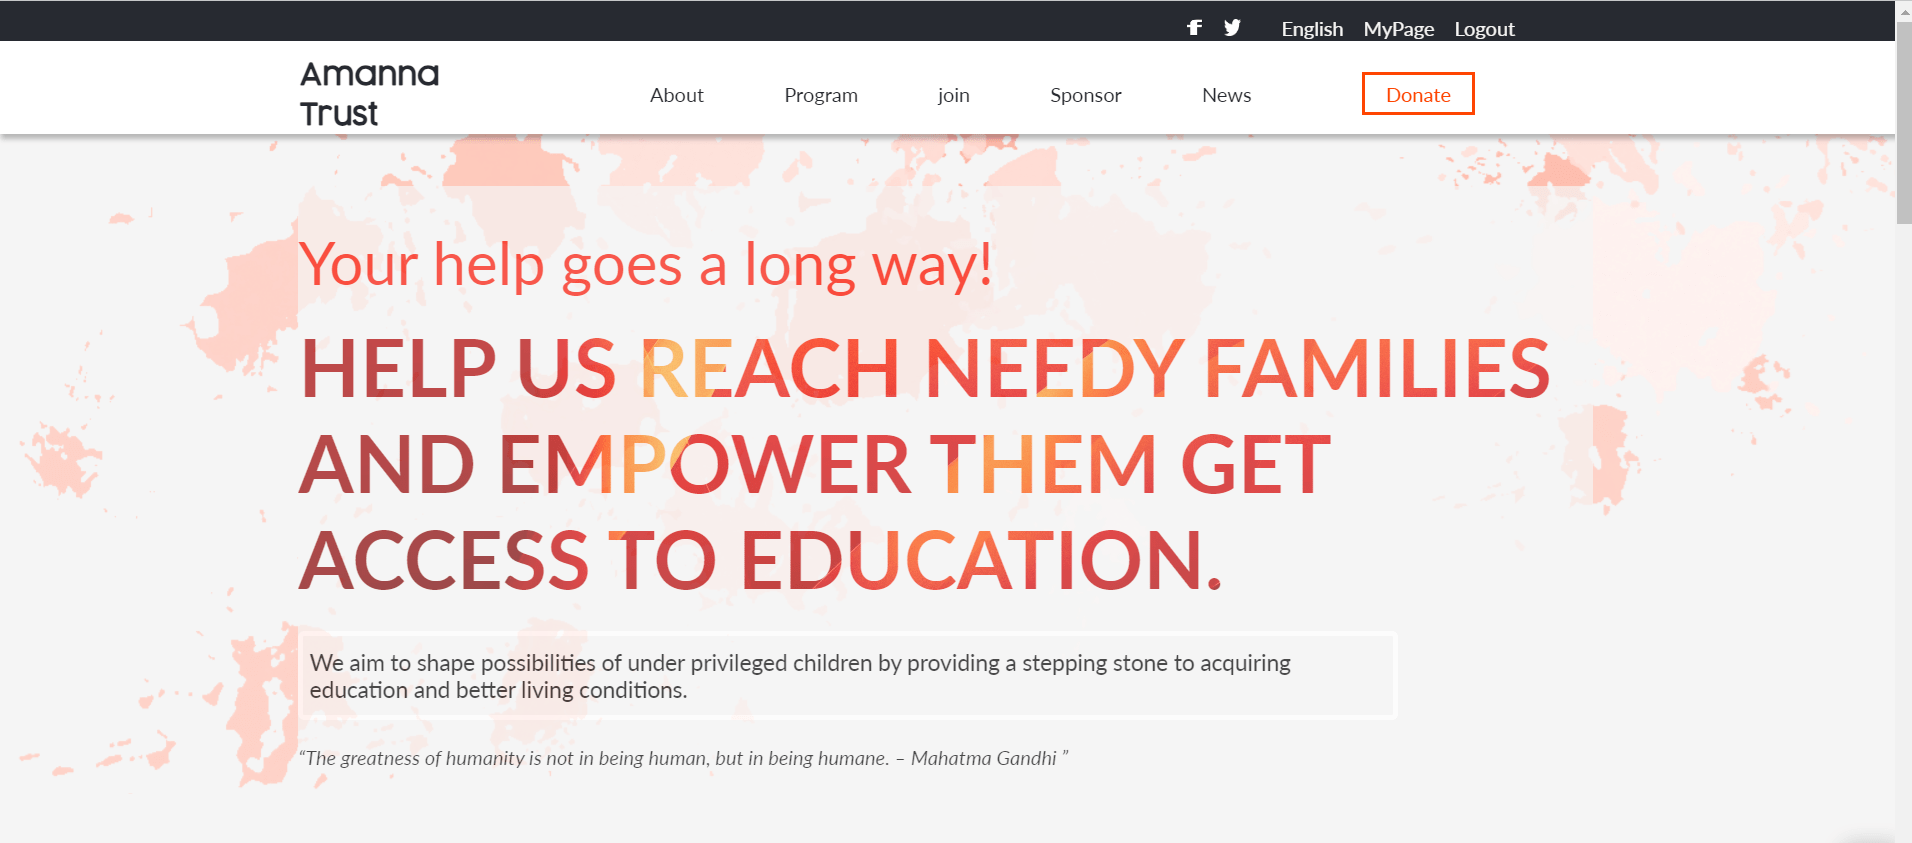 English MyPage Logout
Amanna
Trust
About Program join Sponsor News Donate
Your help goes a long way!
HELP US REACH NEEDY FAMILIES
AND EMPOWER THEM GET
ACCESS TO EDUCATION.
We aim to shape possibilities of under privileged children by providing a stepping stone to acquiring
education and better living conditions.
“The greatness of humanity is not in being human, but in being humane. – Mahatma Gandhi ”